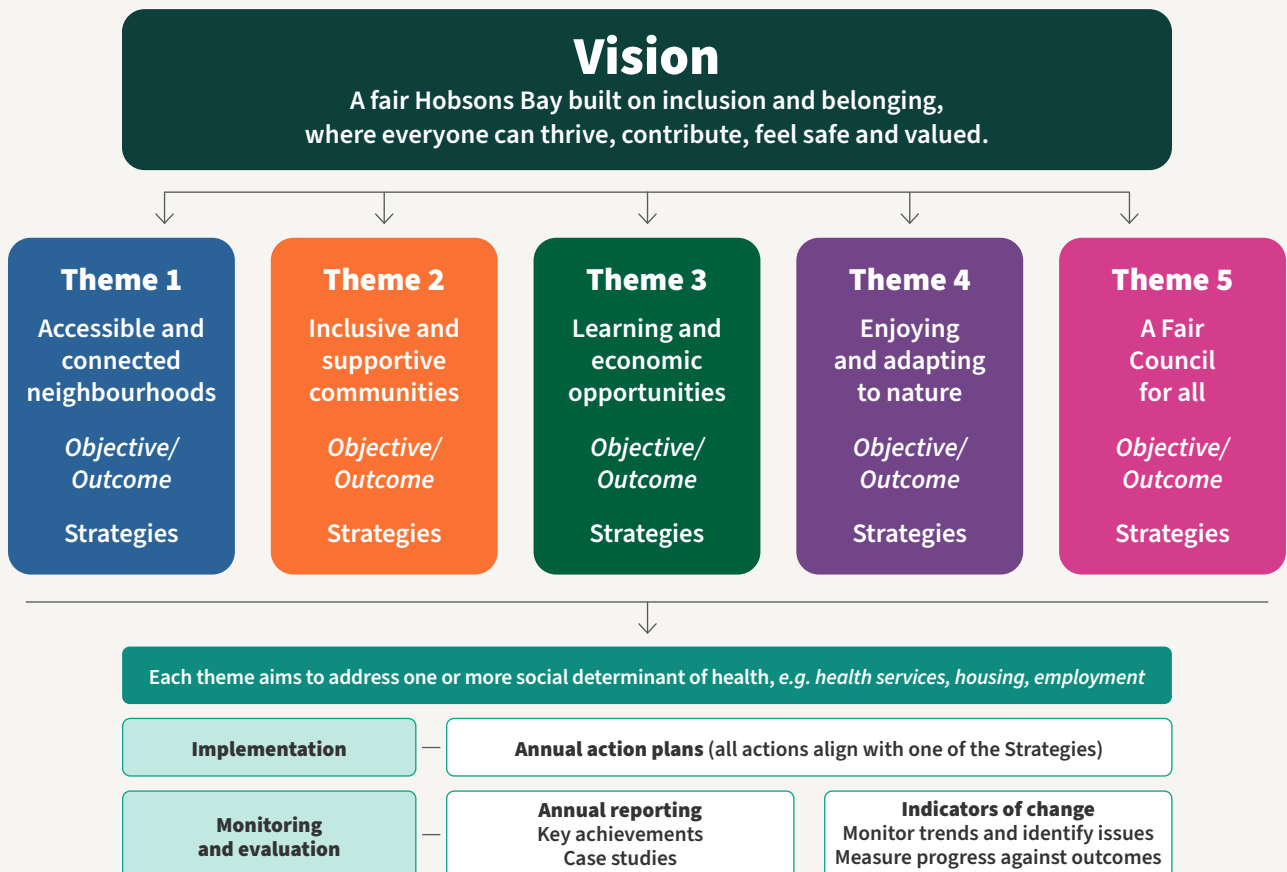 Vision
A fair Hobsons Bay built on inclusion and belonging,
where everyone can thrive, contribute, feel safe and valued.
Theme 1
Accessible and
connected
neighbourhoods
Objective/
Outcome
Strategies
Theme 2
Inclusive and
supportive
communities
Objective/
Outcome
Strategies
Theme 3
Learning and
economic
opportunities
Objective/
Outcome
Strategies
Theme 4
Enjoying
and adapting
to nature
Objective/
Outcome
Strategies
Theme 5
A Fair
Council
for all
Objective/
Outcome
Strategies
Each theme aims to address one or more social determinant of health, e.g. health services, housing, employment
Implementation
Annual action plans (all actions align with one of the Strategies)
Monitoring
and evaluation
Annual reporting
Key achievements
Case studies
Indicators of change
Monitor trends and identify issues
Measure progress against outcomes